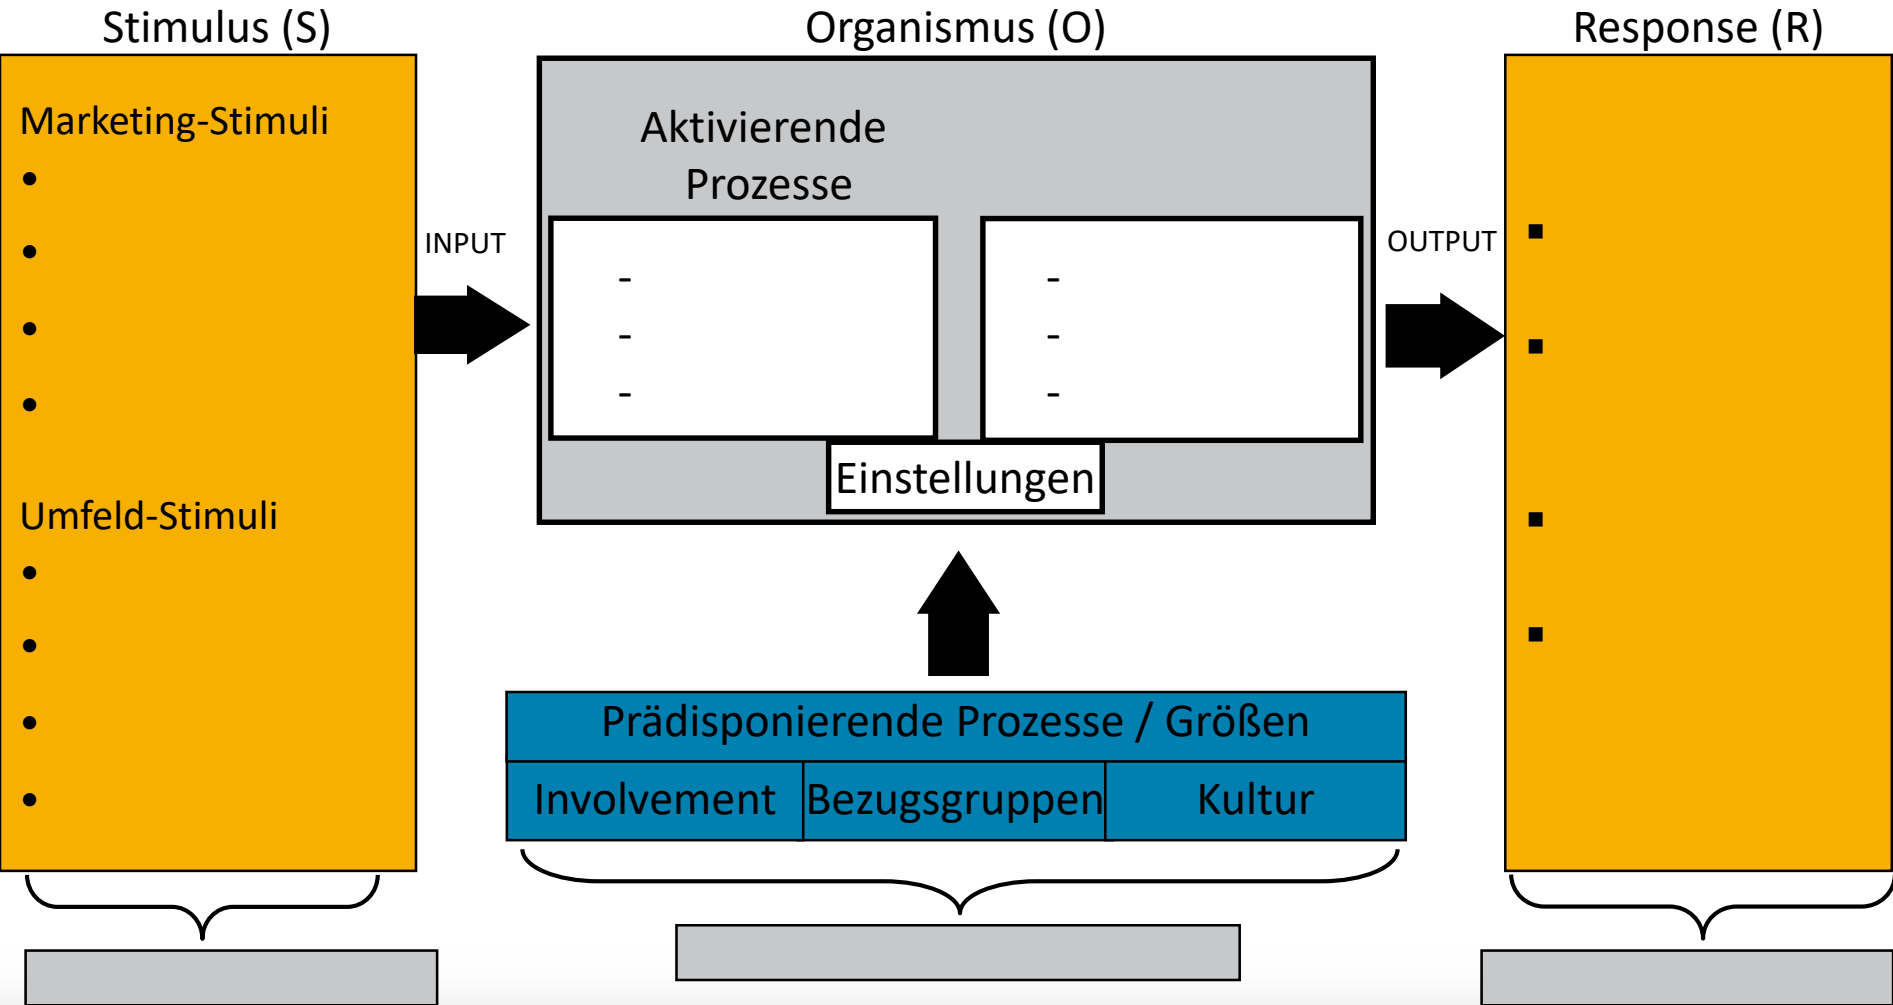 Stimulus (S)
Organismus (O)
Response (R)
Marketing-Stimuli
•
•
•
•
Umfeld-Stimuli
•
•
•
•
INPUT
Aktivierende
Prozesse
-
-
-
-
-
-
Einstellungen
OUTPUT
▪
▪
▪
▪
Prädisponierende Prozesse / Größen
Involvement
Bezugsgruppen
Kultur